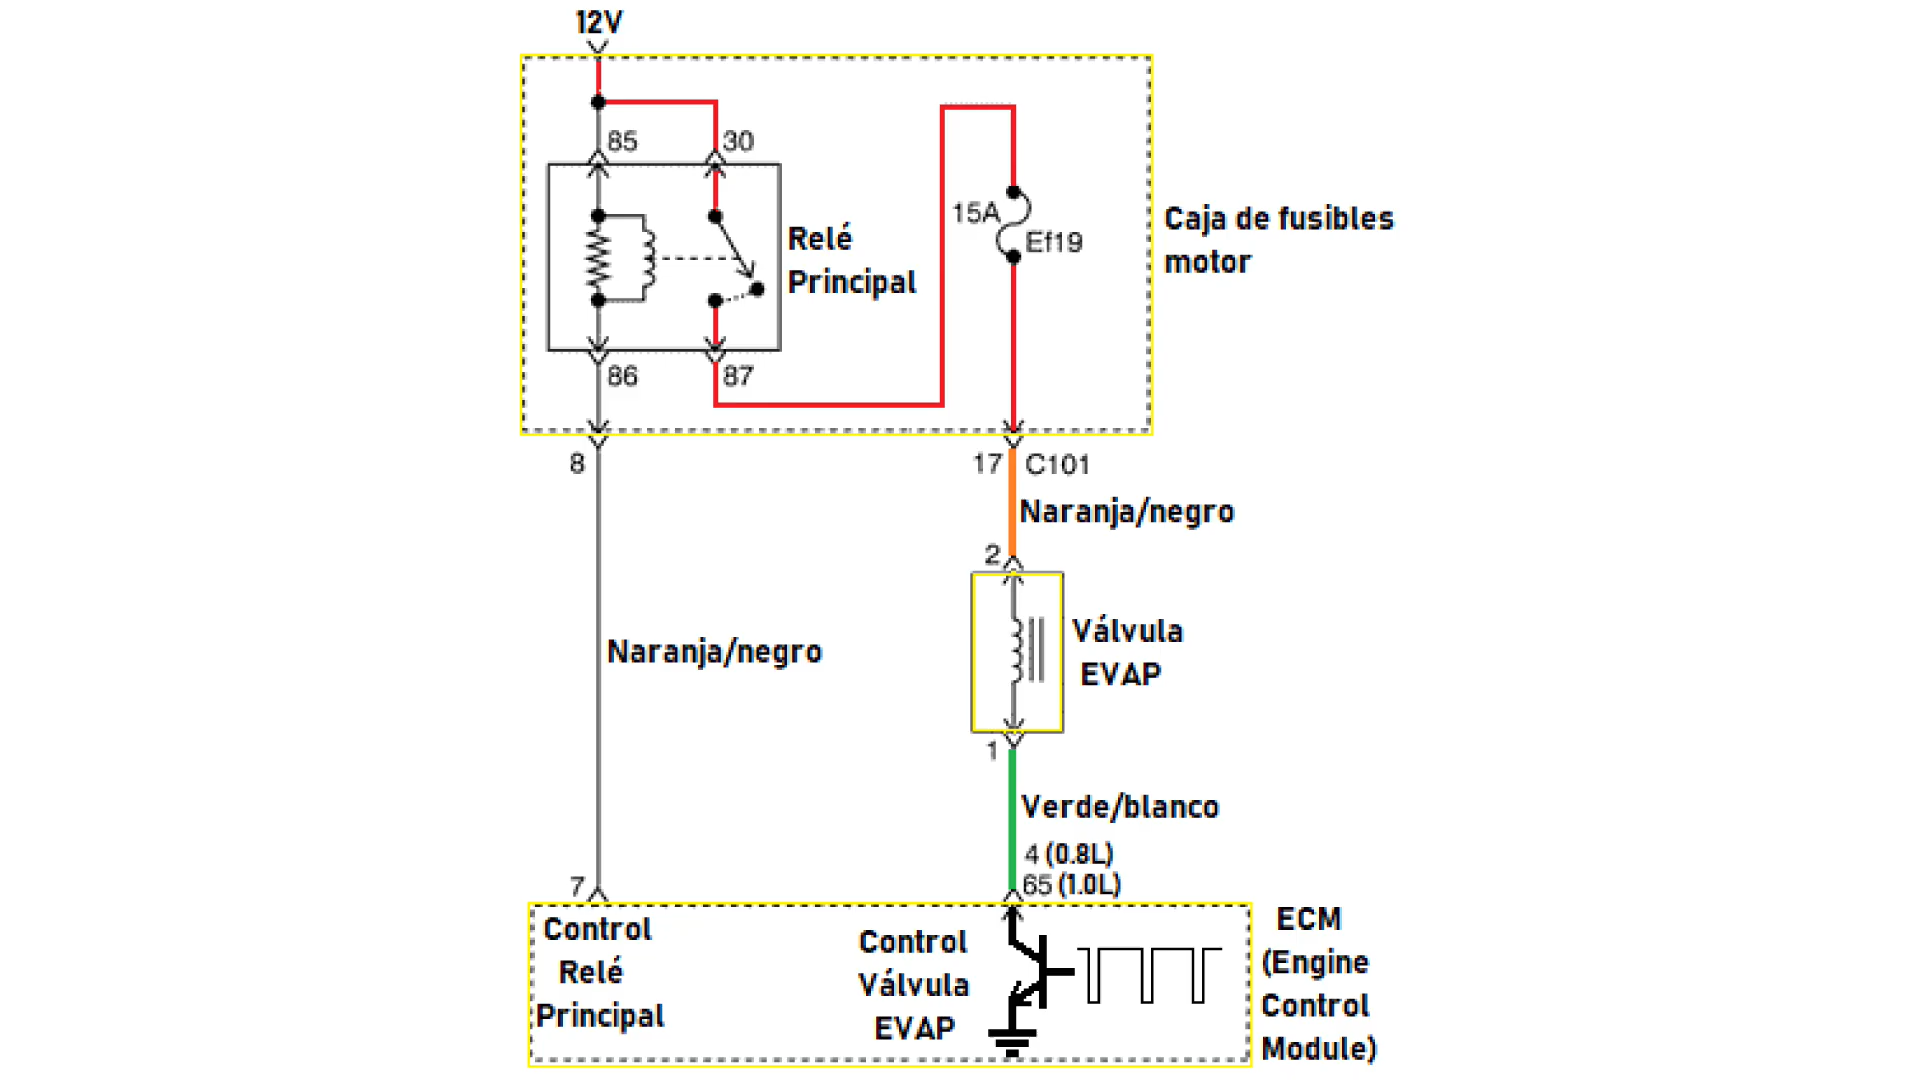 12V
85
30
Relé
Principal
15A
Ef19
Caja de fusibles
motor
86
87
8
17 C101
Naranja/negro
2
Naranja/negro
Válvula
EVAP
1
Verde/blanco
4 (0.8L)
65 (1.0L)
7
Control
Relé
Principal
Control
Válvula
EVAP
ECM
(Engine
Control
Module)